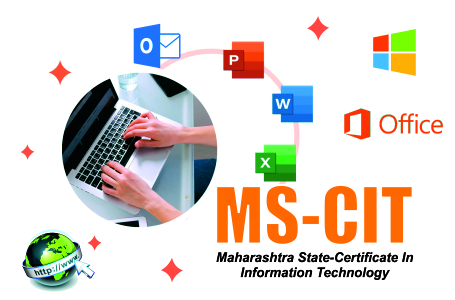 O
P
W
X
Office
MS-CIT
Maharashtra State-Certificate In
Information Technology
http://www.